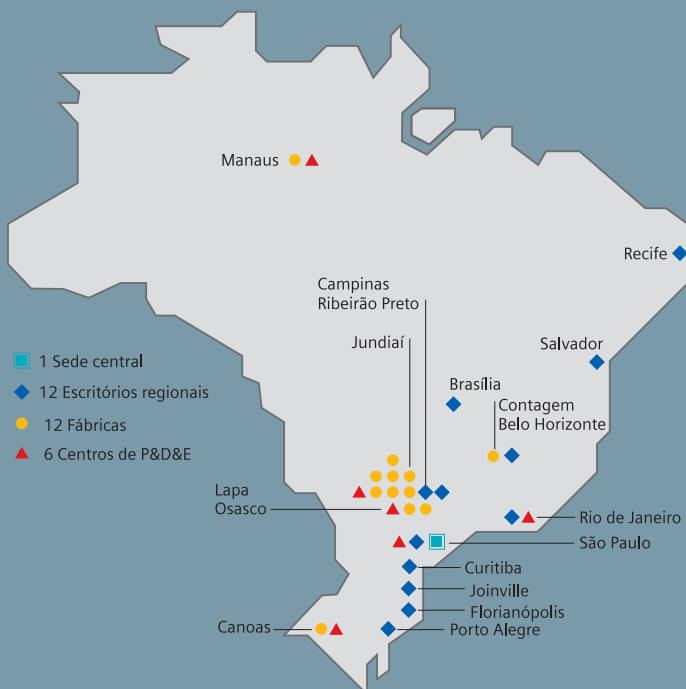 Manaus
Recife
Campinas
Ribeirão Preto
Jundiaí
Salvador
1 Sede central
12 Escritórios regionais
12 Fábricas
6 Centros de P&D&E
Brasília
Contagem
Belo Horizonte
Lapa
Osasco
Rio de Janeiro
São Paulo
Curitiba
Joinville
Florianópolis
Canoas
Porto Alegre